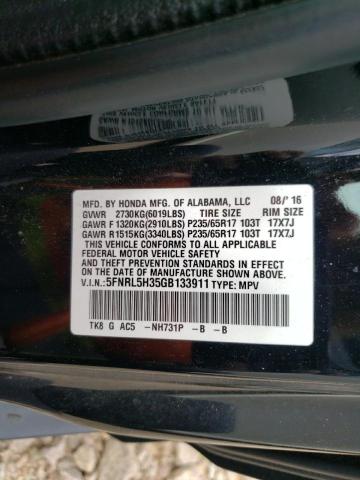 MFD. BY HONDA MFG. OF ALABAMA, LLC 08/'16
GVWR 2730KG(6019LBS) TIRE SIZE RIM SIZE
GAWR F 1320KG(2910LBS) P235/65R17 103T 17X7J
GAWR R 1515KG(3340LBS) P235/65R17 103T 17X7J
THIS VEHICLE CONFORMS TO ALL APPLICABLE
FEDERAL MOTOR VEHICLE SAFETY
AND THEFT PREVENTION STANDARDS IN EFFECT
ON THE DATE OF MANUFACTURE SHOWN ABOVE.
V.I.N.: 5FNRL5H35GB133911 TYPE: MPV
TK8 G AC5 -NH731P -B -B